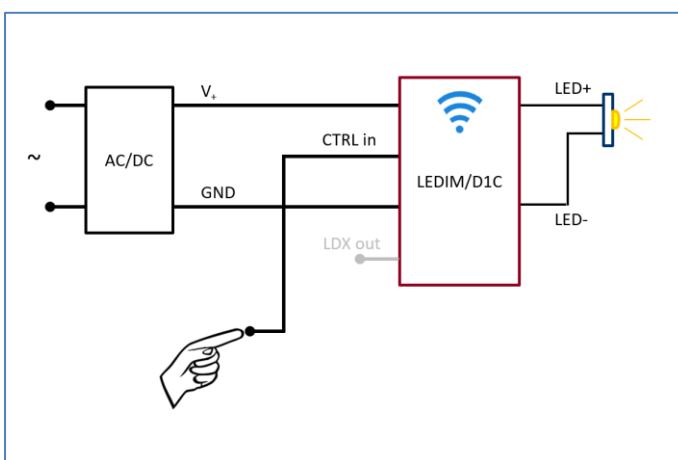 V+
LED+
CTRL in
~
AC/DC
LEDIM/D1C
GND
LED-
LDX out